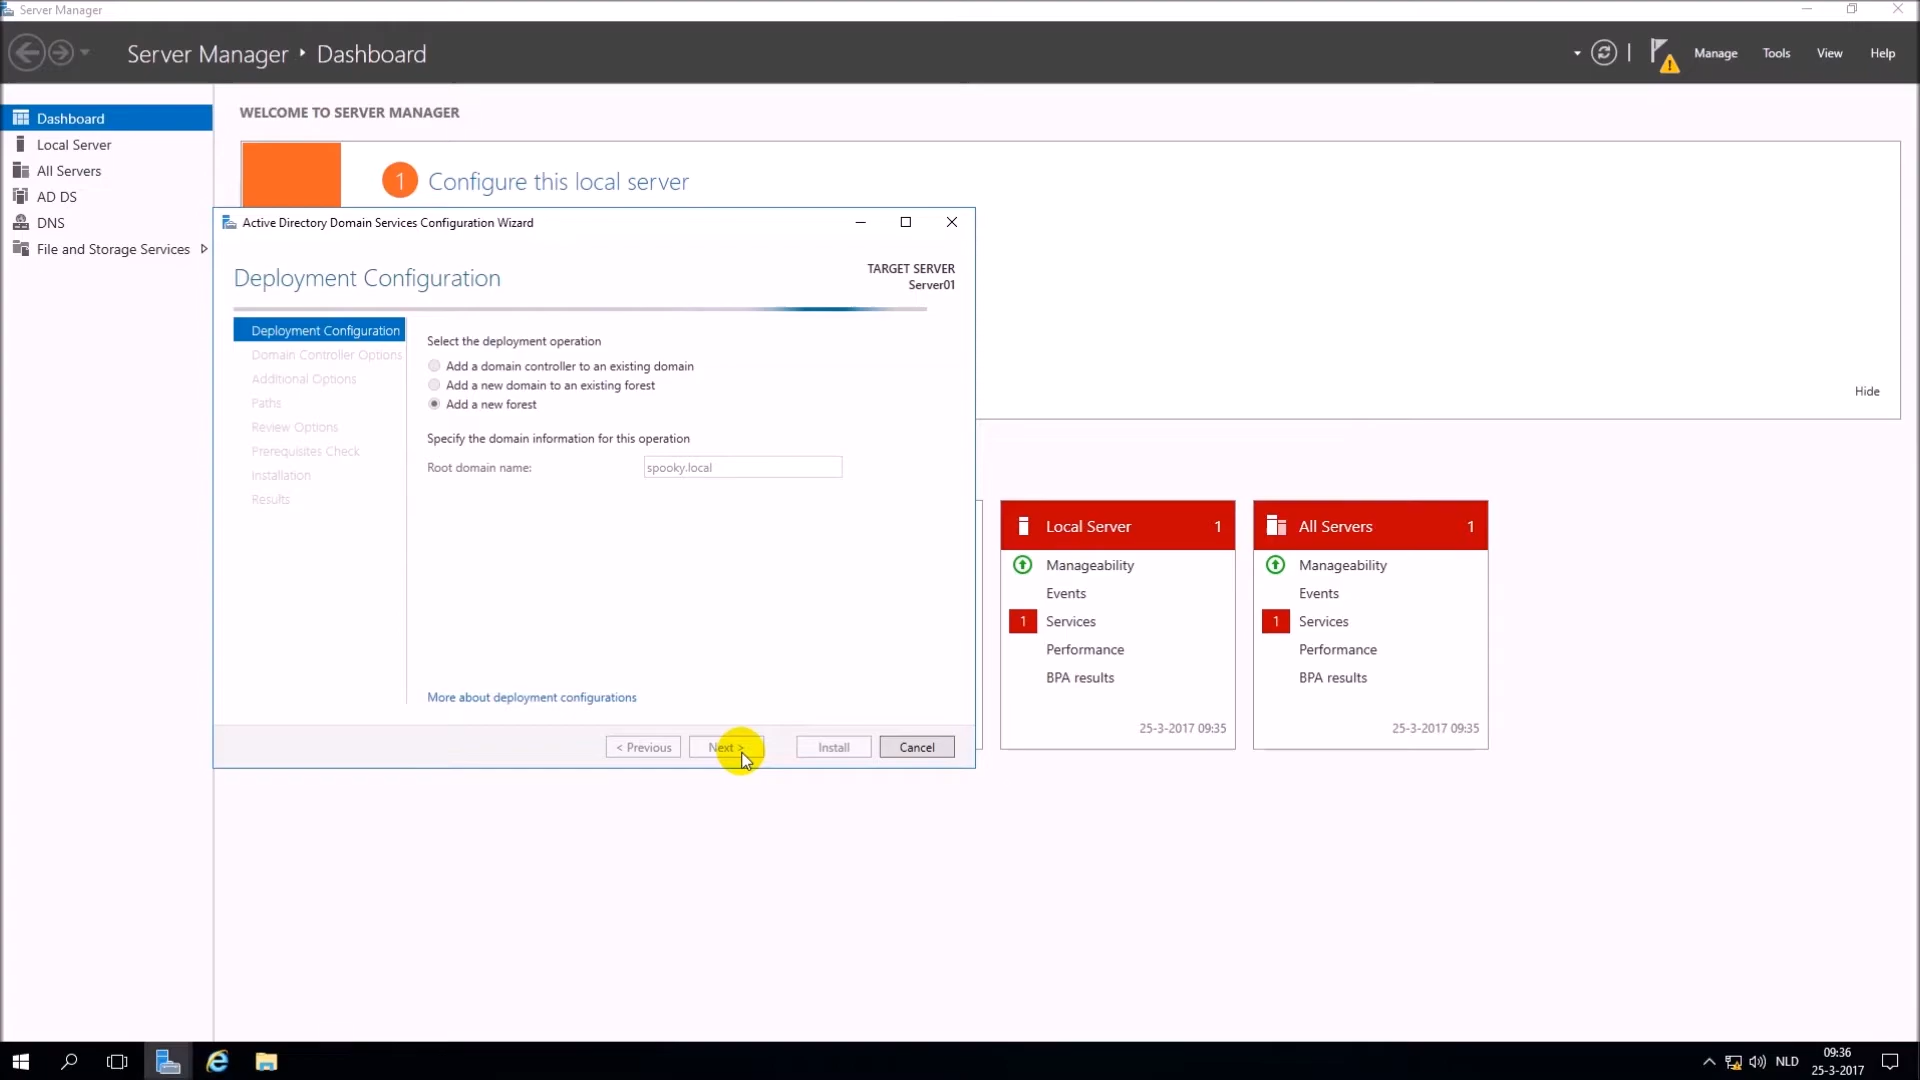 Server Manager
Server Manager ‣ Dashboard
Manage
Tools
View
Help
Dashboard
Local Server
All Servers
AD DS
DNS
File and Storage Services
WELCOME TO SERVER MANAGER
1
Configure this local server
Hide
Active Directory Domain Services Configuration Wizard
Deployment Configuration
TARGET SERVER
Server01
Deployment Configuration
Domain Controller Options
Additional Options
Paths
Review Options
Prerequisites Check
Installation
Results
Select the deployment operation
Add a domain controller to an existing domain
Add a new domain to an existing forest
Add a new forest
Specify the domain information for this operation
Root domain name:
spooky.local
More about deployment configurations
< Previous
Next >
Install
Cancel
Local Server 1
Manageability
Events
1 Services
Performance
BPA results
25-3-2017 09:35
All Servers 1
Manageability
Events
1 Services
Performance
BPA results
25-3-2017 09:35
NLD
09:36
25-3-2017